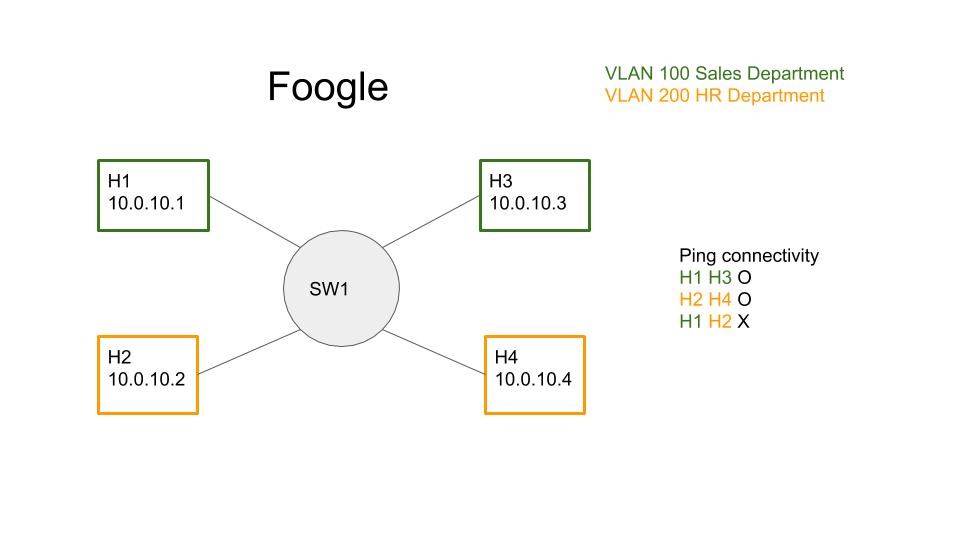 Foogle
VLAN 100 Sales Department
VLAN 200 HR Department
H1
10.0.10.1
H3
10.0.10.3
SW1
H2
10.0.10.2
H4
10.0.10.4
Ping connectivity
H1 H3 O
H2 H4 O
H1 H2 X